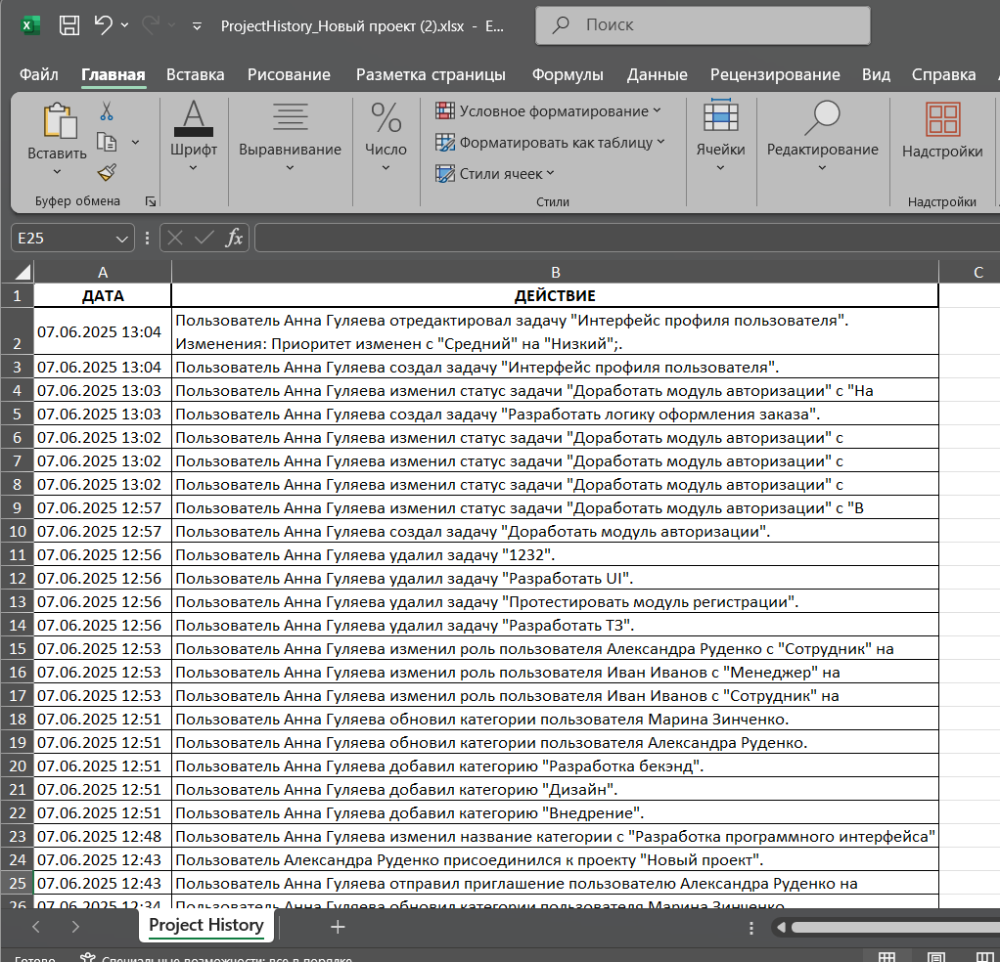 ProjectHistory_Новый проект (2).xlsx - E...
Поиск
Файл Главная Вставка Рисование Разметка страницы Формулы Данные Рецензирование Вид Справка
Вставить
Шрифт
Выравнивание
Число
Условное форматирование
Форматировать как таблицу
Стили ячеек
Ячейки
Редактирование
Надстройки
Буфер обмена
Стили
Надстройки
E25
fx
A B C
1 ДАТА ДЕЙСТВИЕ
2 07.06.2025 13:04 Пользователь Анна Гуляева отредактировал задачу "Интерфейс профиля пользователя".
Изменения: Приоритет изменен с "Средний" на "Низкий";.
3 07.06.2025 13:04 Пользователь Анна Гуляева создал задачу "Интерфейс профиля пользователя".
4 07.06.2025 13:03 Пользователь Анна Гуляева изменил статус задачи "Доработать модуль авторизации" с "На
5 07.06.2025 13:03 Пользователь Анна Гуляева создал задачу "Разработать логику оформления заказа".
6 07.06.2025 13:02 Пользователь Анна Гуляева изменил статус задачи "Доработать модуль авторизации" с
7 07.06.2025 13:02 Пользователь Анна Гуляева изменил статус задачи "Доработать модуль авторизации" с
8 07.06.2025 13:02 Пользователь Анна Гуляева изменил статус задачи "Доработать модуль авторизации" с
9 07.06.2025 12:57 Пользователь Анна Гуляева изменил статус задачи "Доработать модуль авторизации" с "В
10 07.06.2025 12:57 Пользователь Анна Гуляева создал задачу "Доработать модуль авторизации".
11 07.06.2025 12:56 Пользователь Анна Гуляева удалил задачу "1232".
12 07.06.2025 12:56 Пользователь Анна Гуляева удалил задачу "Разработать UI".
13 07.06.2025 12:56 Пользователь Анна Гуляева удалил задачу "Протестировать модуль регистрации".
14 07.06.2025 12:56 Пользователь Анна Гуляева удалил задачу "Разработать ТЗ".
15 07.06.2025 12:53 Пользователь Анна Гуляева изменил роль пользователя Александра Руденко с "Сотрудник" на
16 07.06.2025 12:53 Пользователь Анна Гуляева изменил роль пользователя Иван Иванов с "Менеджер" на
17 07.06.2025 12:53 Пользователь Анна Гуляева изменил роль пользователя Иван Иванов с "Сотрудник" на
18 07.06.2025 12:51 Пользователь Анна Гуляева обновил категории пользователя Марина Зинченко.
19 07.06.2025 12:51 Пользователь Анна Гуляева обновил категории пользователя Александра Руденко.
20 07.06.2025 12:51 Пользователь Анна Гуляева добавил категорию "Разработка бекэнд".
21 07.06.2025 12:51 Пользователь Анна Гуляева добавил категорию "Дизайн".
22 07.06.2025 12:51 Пользователь Анна Гуляева добавил категорию "Внедрение".
23 07.06.2025 12:48 Пользователь Анна Гуляева изменил название категории с "Разработка программного интерфейса"
24 07.06.2025 12:43 Пользователь Александра Руденко присоединился к проекту "Новый проект".
25 07.06.2025 12:43 Пользователь Анна Гуляева отправил приглашение пользователю Александра Руденко на
26 07.06.2025 12:34 Пользователь Анна Гуляева обновил категории пользователя Марина Зинченко.
Project History
Готово Специальные возможности: все в порядке